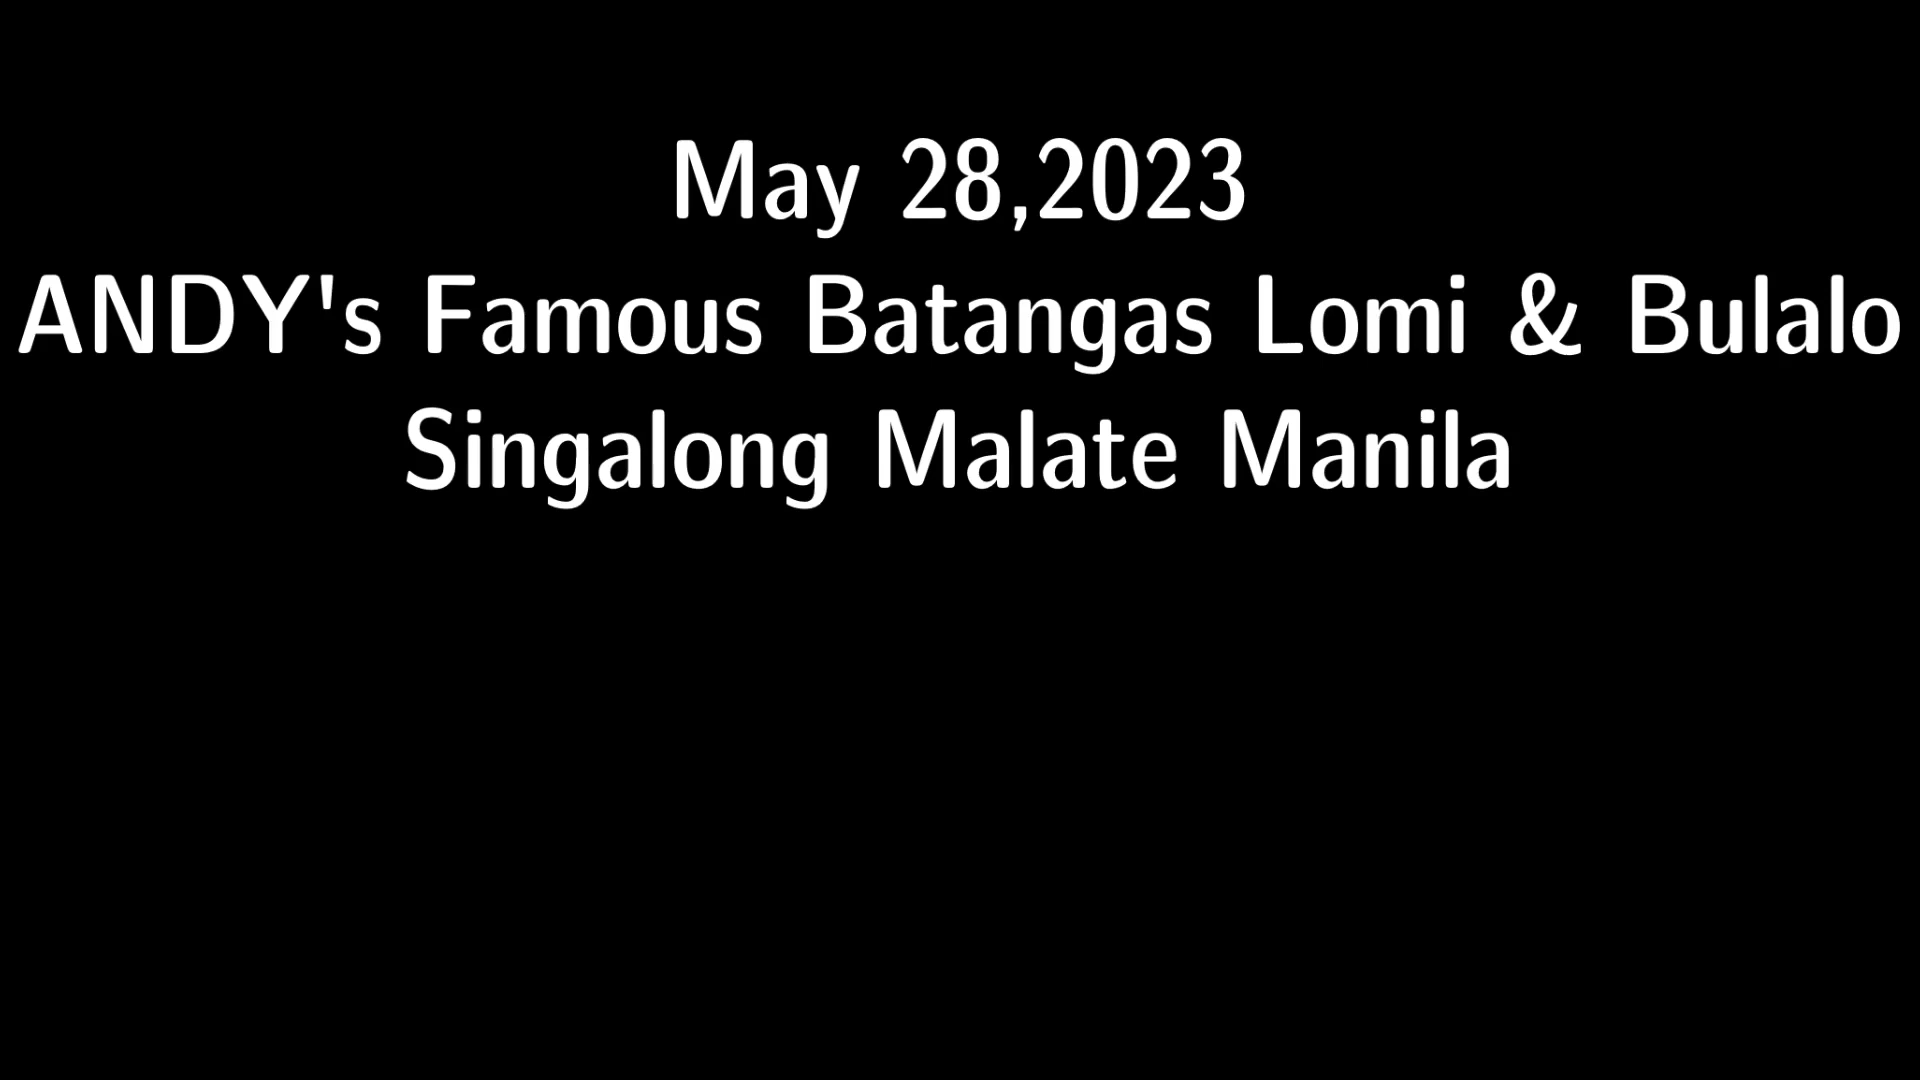 May 28,2023
ANDY's Famous Batangas Lomi & Bulalo
Singalong Malate Manila